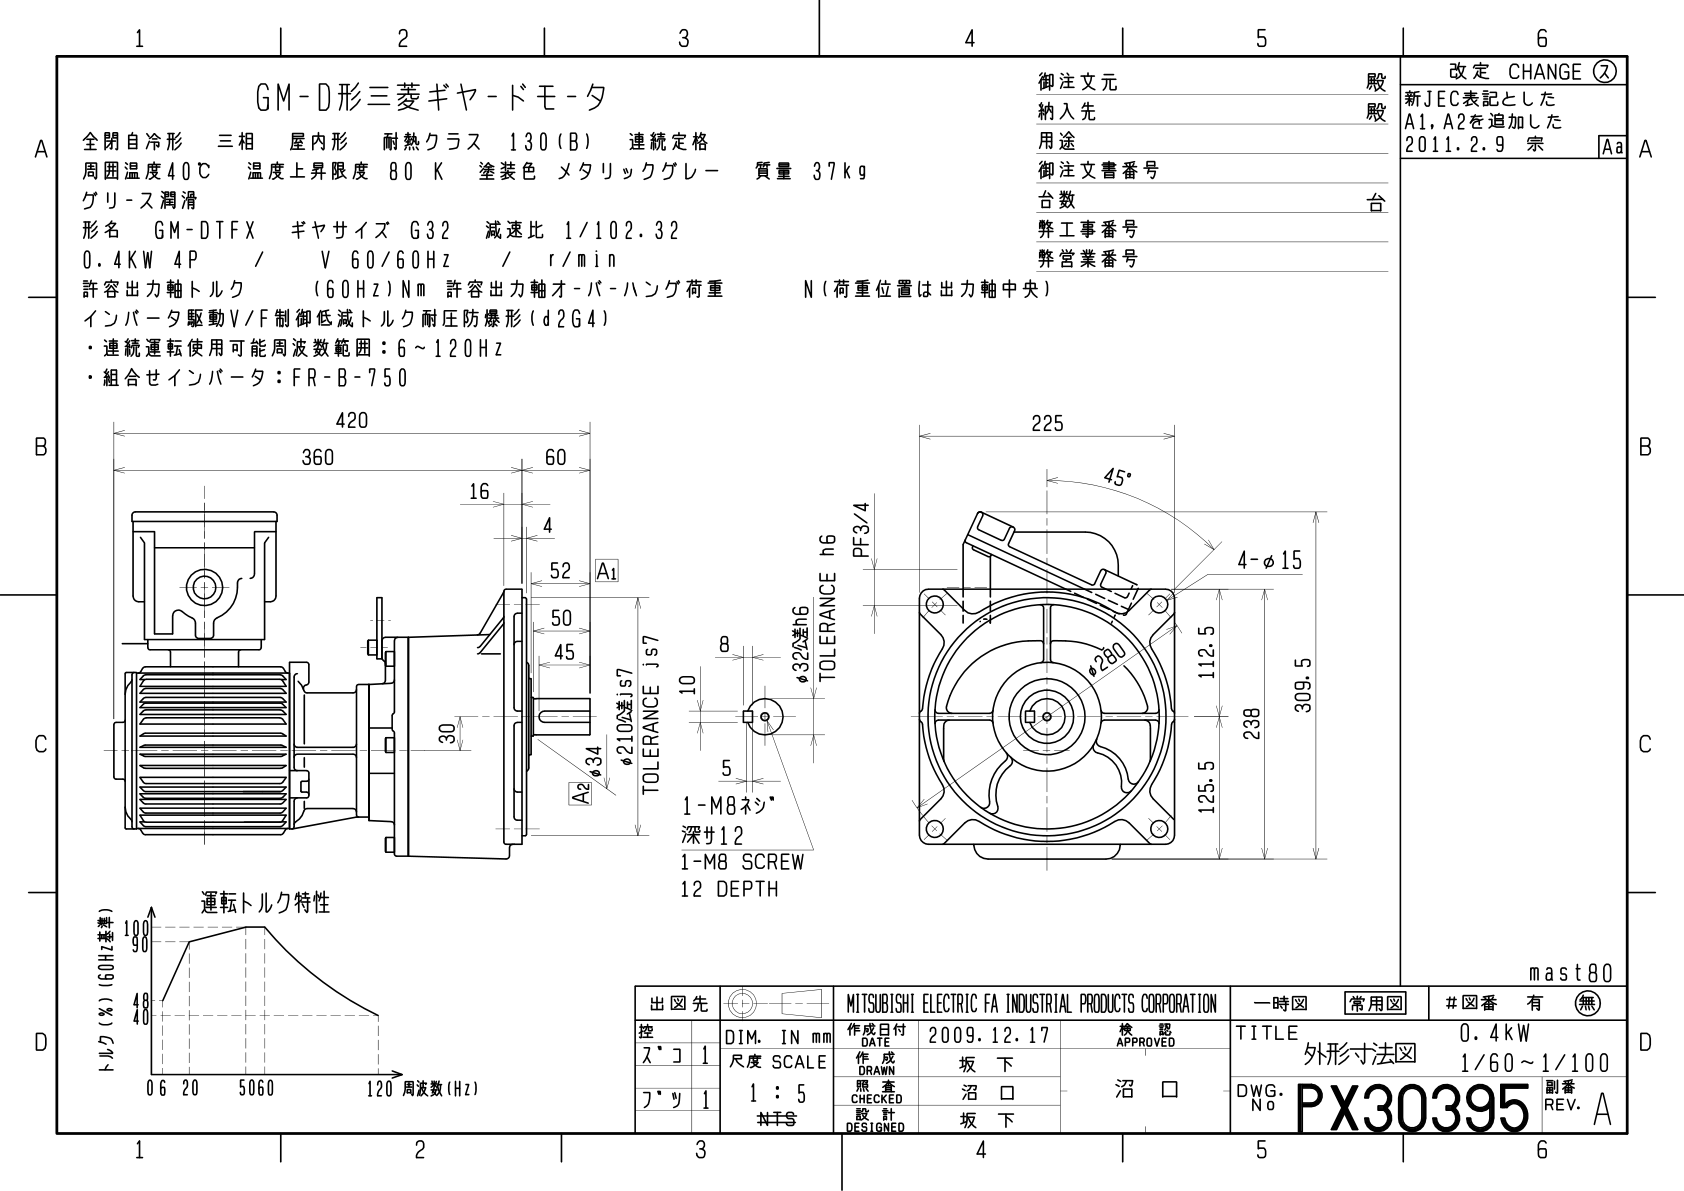 1 2 3 4 5 6
GM-D形三菱ギヤードモータ
全閉自冷形 三相 屋内形 耐熱クラス 130(B) 連続定格
周囲温度40℃ 温度上昇限度 80 K 塗装色 メタリックグレー 質量 37kg
グリース潤滑
形名 GM-DTFX ギヤサイズ G32 減速比 1/102.32
0.4KW 4P / V 60/60Hz / r/min
許容出力軸トルク (60Hz)Nm 許容出力軸オーバーハング荷重 N(荷重位置は出力軸中央)
インバータ駆動V/F制御低減トルク耐圧防爆形(d2G4)
・連続運転使用可能周波数範囲:6~120Hz
・組合せインバータ:FR-B-750
御注文元 殿
納入先 殿
用途
御注文書番号
台数 台
弊工事番号
弊営業番号
改定 CHANGE ス
新JEC表記とした
A1,A2を追加した
2011.2.9 宗 Aa
A A
B B
C C
D D
420
360 60
16
4
52 A1
50
45
30
A2
φ34
φ210公差js7
TOLERANCE js7
8
10
5
φ32公差h6
TOLERANCE h6
1-M8ネジ
深サ12
1-M8 SCREW
12 DEPTH
225
45°
PF3/4
4-φ15
φ280
112.5
125.5
238
309.5
運転トルク特性
トルク(%)(60Hz基準)
100
90
48
40
0 6 20 50 60 120 周波数(Hz)
mast80
出図先
控
ズコ 1
ブツ 1
DIM. IN mm
尺度 SCALE
1 : 5
NTS
MITSUBISHI ELECTRIC FA INDUSTRIAL PRODUCTS CORPORATION
作成日付 DATE 2009.12.17
作成 DRAWN 坂下
照査 CHECKED 沼口
設計 DESIGNED 坂下
検認 APPROVED
沼口
一時図 常用図 #図番 有 無
TITLE
外形寸法図
0.4kW
1/60~1/100
DWG. No PX30395
副番 REV. A
1 2 3 4 5 6